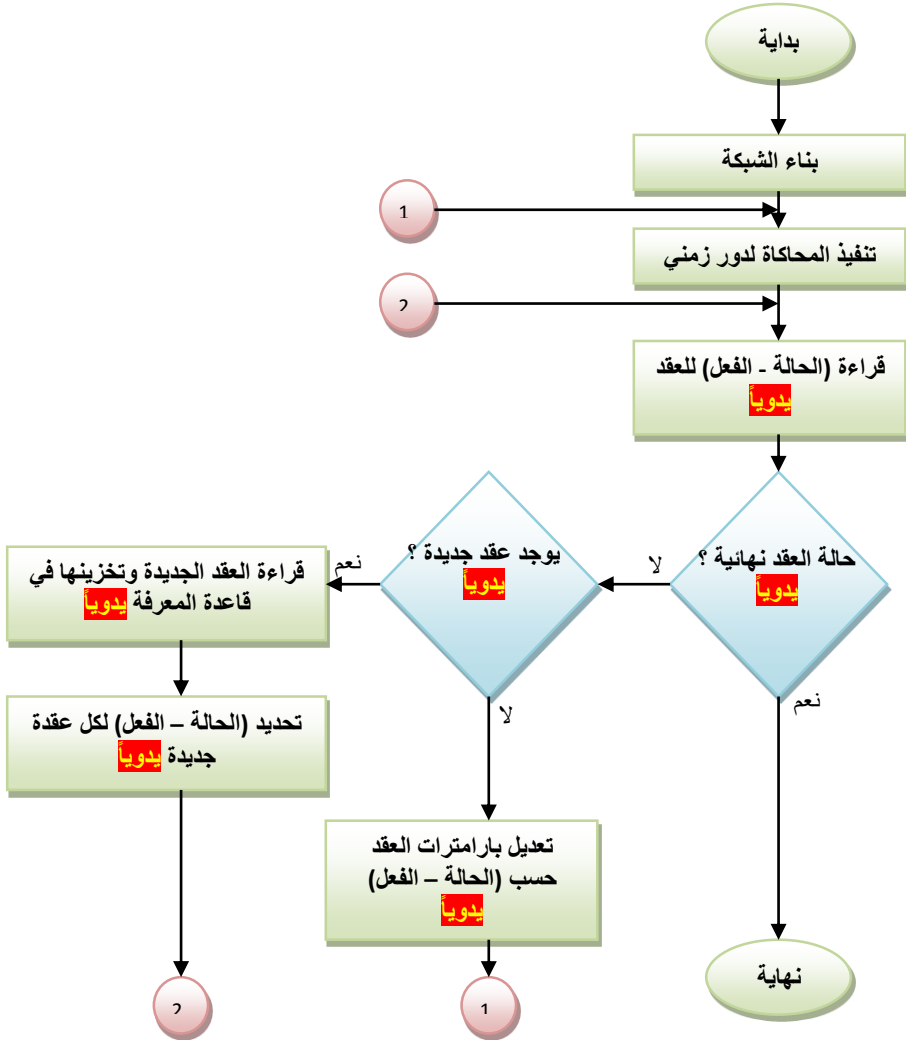 بداية
بناء الشبكة
1
تنفيذ المحاكاة لدور زمني
2
قراءة (الحالة - الفعل) للعقد
يدوياً
حالة العقد نهائية ؟
يدوياً
لا
نعم
يوجد عقد جديدة ؟
يدوياً
نعم
لا
قراءة العقد الجديدة وتخزينها في
قاعدة المعرفة يدوياً
تحديد (الحالة – الفعل) لكل عقدة
جديدة يدوياً
تعديل بارامترات العقد
حسب (الحالة – الفعل)
يدوياً
نهاية
1
2